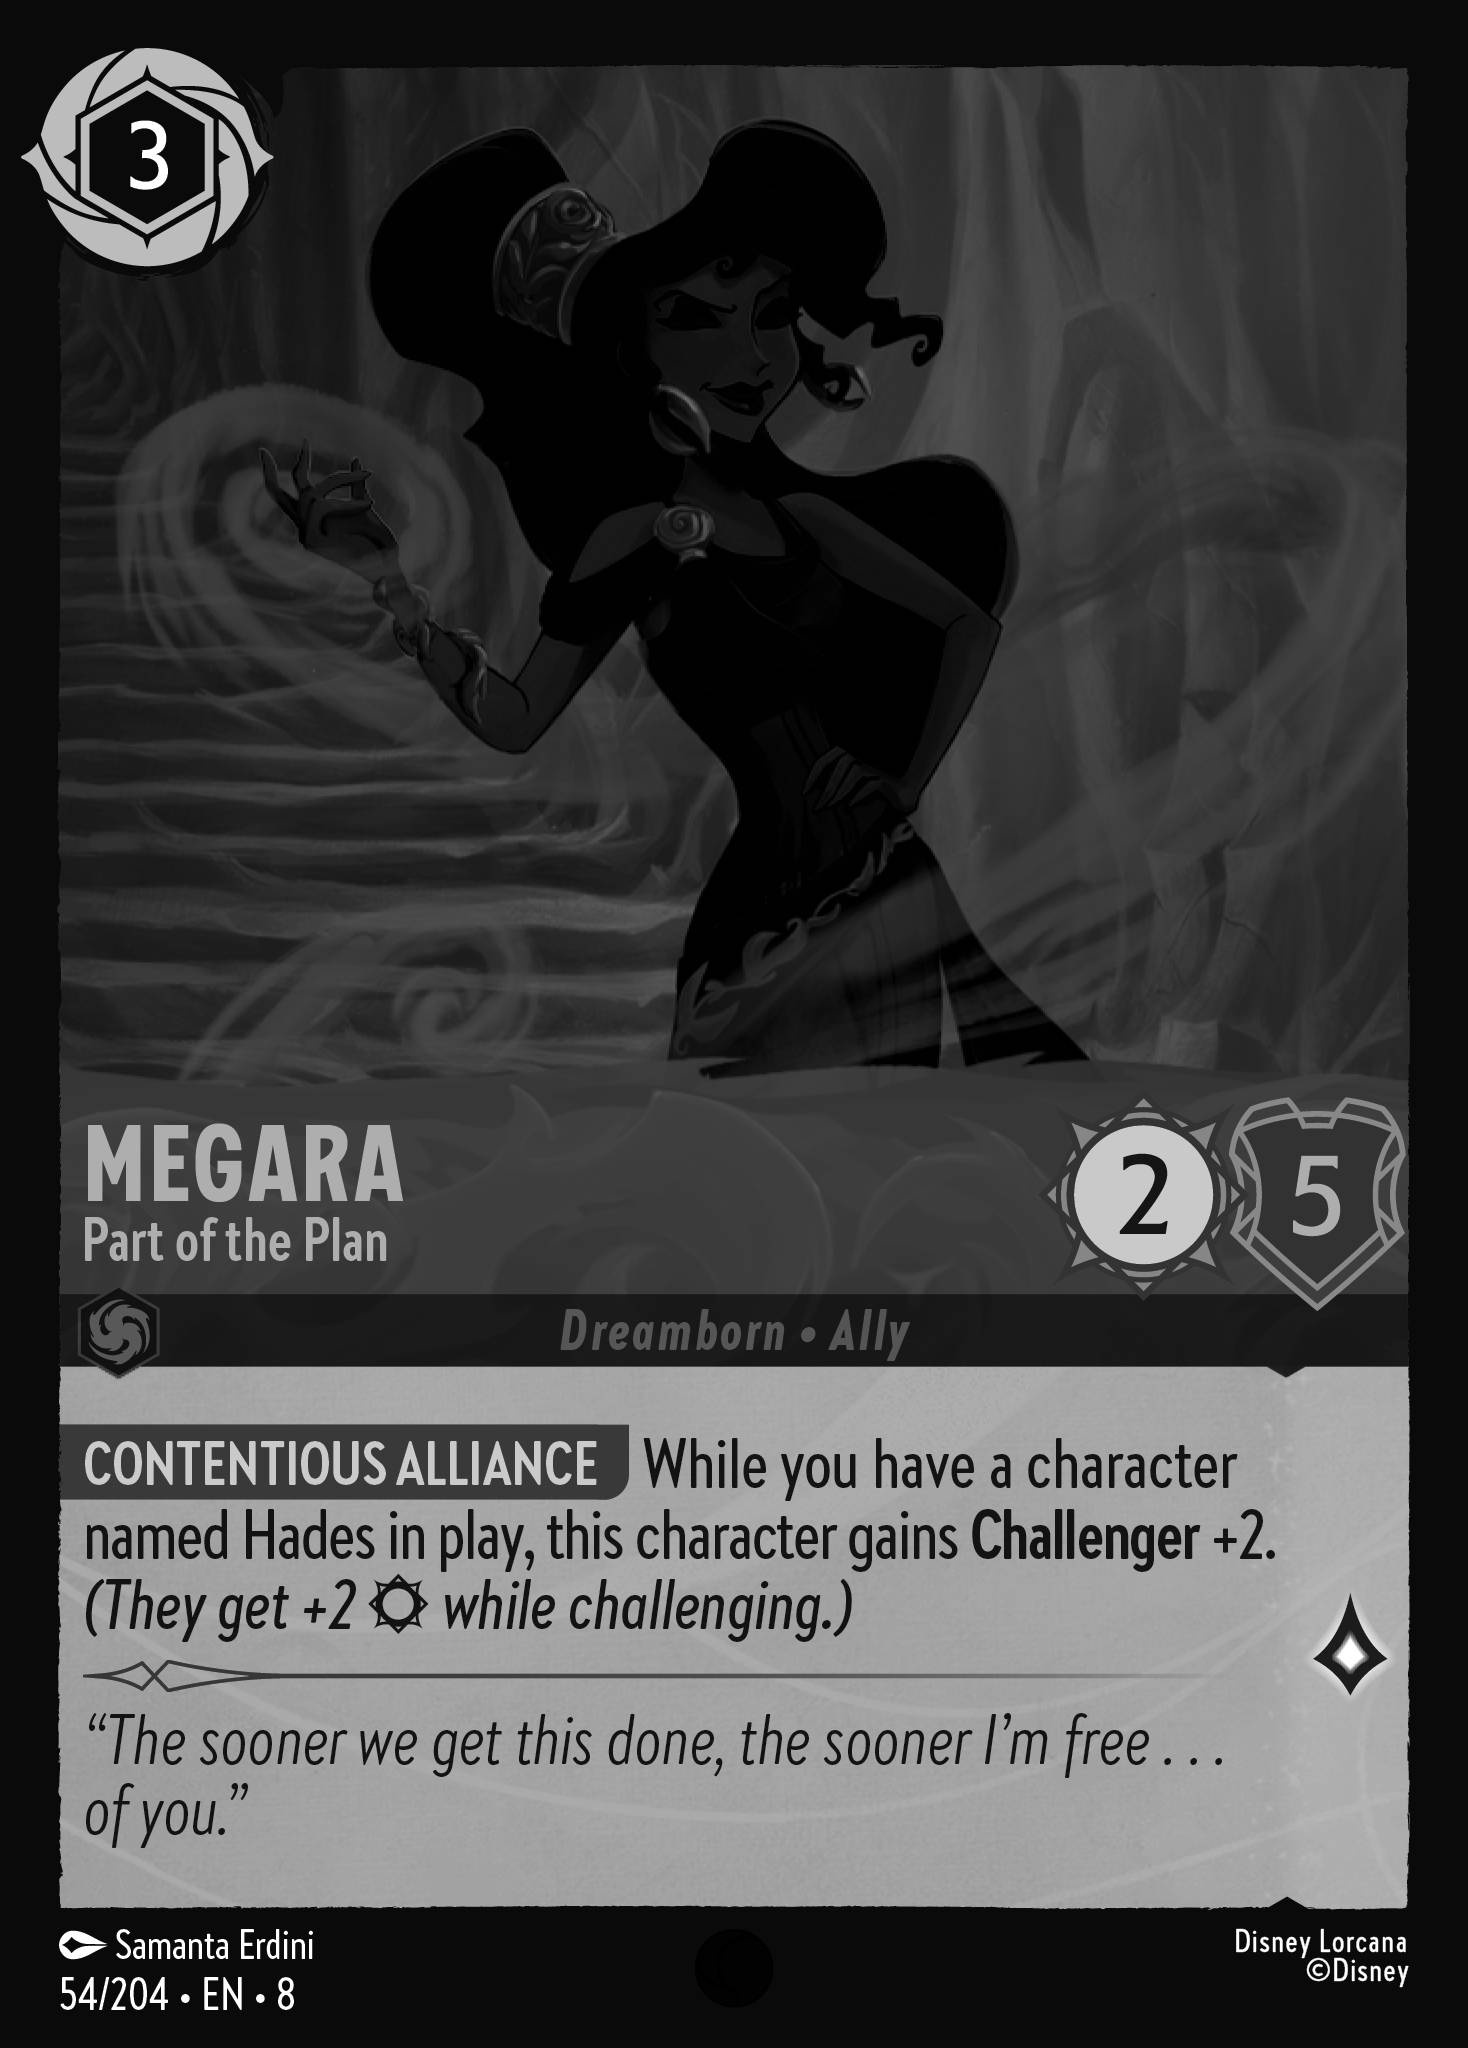 3
MEGARA
Part of the Plan
2
5
Dreamborn • Ally
CONTENTIOUS ALLIANCE While you have a character
named Hades in play, this character gains Challenger +2.
(They get +2 while challenging.)
“The sooner we get this done, the sooner I’m free . . .
of you.”
Samanta Erdini
54/204 • EN • 8
Disney Lorcana
©Disney